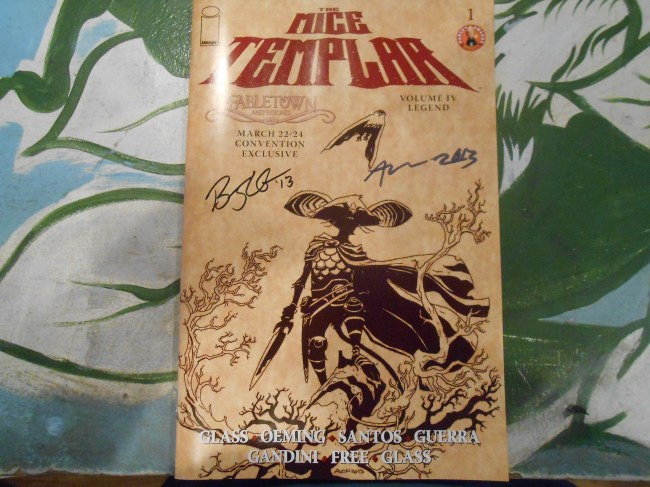 THE
MICE
TEMPLAR
1
IMAGE
FABLETOWN
AND BEYOND
MARCH 22-24
CONVENTION
EXCLUSIVE
VOLUME IV
LEGEND
'13
2013
GLASS • OEMING • SANTOS • GUERRA
GANDINI • FREE • GLASS